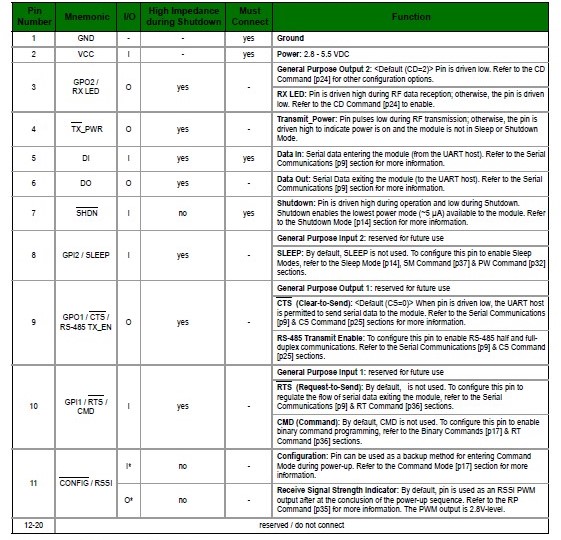 Pin Number Mnemonic I/O High Impedance during Shutdown Must Connect Function
1 GND - - yes Ground
2 VCC I - yes Power: 2.8 - 5.5 VDC
3 GPO2 / RX LED O yes - General Purpose Output 2: <Default (CD=2)> Pin is driven low. Refer to the CD
Command [p24] for other configuration options.
RX LED: Pin is driven high during RF data reception; otherwise, the pin is driven
low. Refer to the CD Command [p24] to enable.
4 TX_PWR O yes - Transmit_Power: Pin pulses low during RF transmission; otherwise, the pin is
driven high to indicate power is on and the module is not in Sleep or Shutdown
Mode.
5 DI I yes yes Data In: Serial data entering the module (from the UART host). Refer to the Serial
Communications [p9] section for more information.
6 DO O yes - Data Out: Serial Data exiting the module (to the UART host). Refer to the Serial
Communications [p9] section for more information.
7 SHDN I no yes Shutdown: Pin is driven high during operation and low during Shutdown.
Shutdown enables the lowest power mode (~5 µA) available to the module. Refer
to the Shutdown Mode [p14] section for more information.
8 GPI2 / SLEEP I yes - General Purpose Input 2: reserved for future use
SLEEP: By default, SLEEP is not used. To configure this pin to enable Sleep
Modes, refer to the Sleep Mode [p14], SM Command [p37] & PW Command [p32]
sections.
9 GPO1 / CTS / RS-485 TX_EN O yes - General Purpose Output 1: reserved for future use
CTS (Clear-to-Send): <Default (CS=0)> When pin is driven low, the UART host
is permitted to send serial data to the module. Refer to the Serial Communications
[p9] & CS Command [p25] sections for more information.
RS-485 Transmit Enable: To configure this pin to enable RS-485 half and full-
duplex communications. Refer to the Serial Communications [p9] & CS Command
[p25] sections.
10 GPI1 / RTS / CMD I yes - General Purpose Input 1: reserved for future use
RTS (Request-to-Send): By default, is not used. To configure this pin to
regulate the flow of serial data exiting the module, refer to the Serial
Communications [p9] & RT Command [p36] sections.
CMD (Command): By default, CMD is not used. To configure this pin to enable
binary command programming, refer to the Binary Commands [p17] & RT
Command [p36] sections.
11 CONFIG / RSSI I* no - Configuration: Pin can be used as a backup method for entering Command
Mode during power-up. Refer to the Command Mode [p17] section for more
information.
O* no - Receive Signal Strength Indicator: By default, pin is used as an RSSI PWM
output after at the conclusion of the power-up sequence. Refer to the RP
Command [p35] for more information. The PWM output is 2.8V-level.
12-20 reserved / do not connect